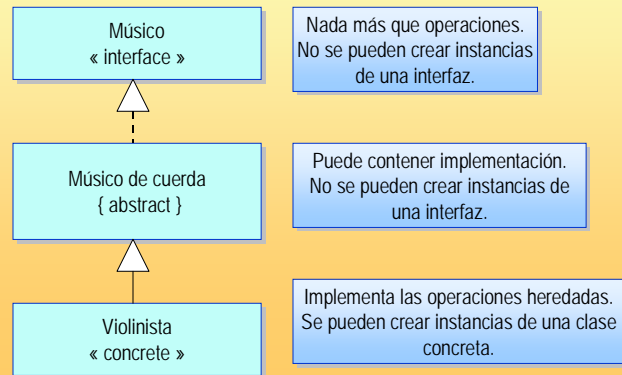 Músico
« interface »
Nada más que operaciones.
No se pueden crear instancias
de una interfaz.
Músico de cuerda
{ abstract }
Puede contener implementación.
No se pueden crear instancias de
una interfaz.
Violinista
« concrete »
Implementa las operaciones heredadas.
Se pueden crear instancias de una clase
concreta.